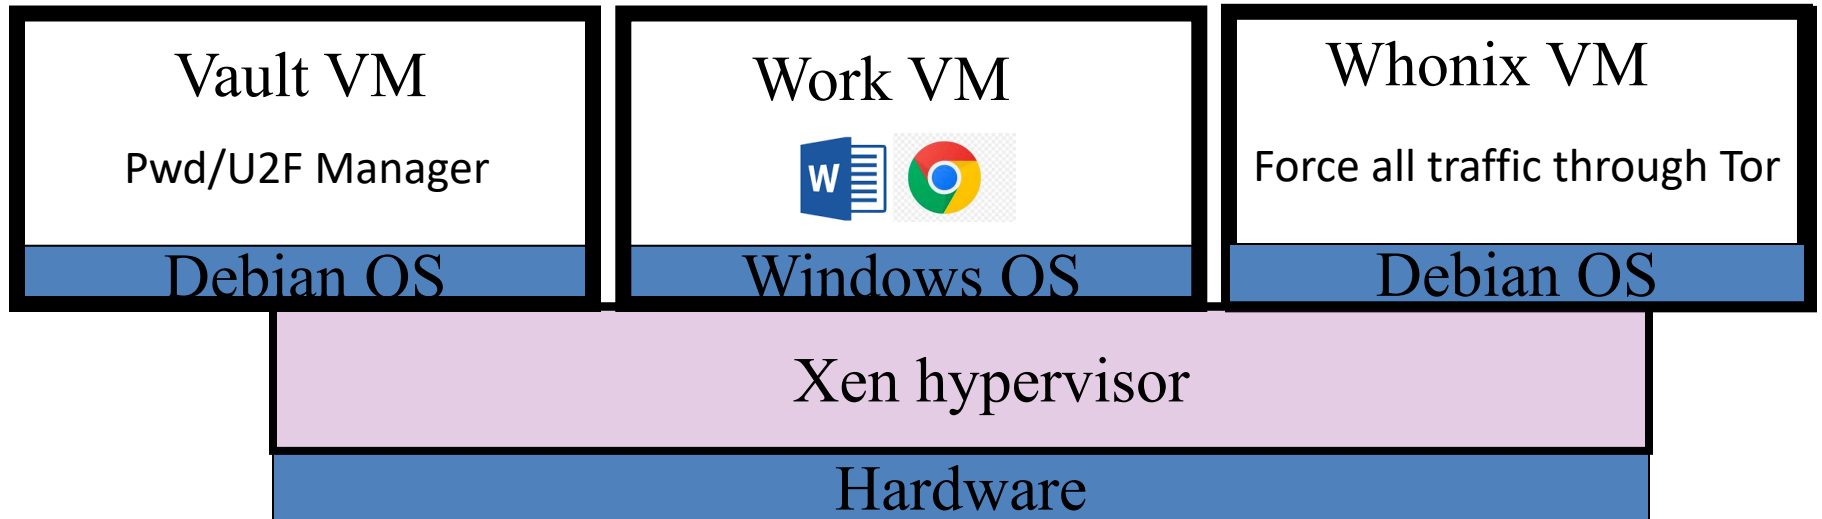 Vault VM
Pwd/U2F Manager
Debian OS
Work VM
W
Windows OS
Whonix VM
Force all traffic through Tor
Debian OS
Xen hypervisor
Hardware